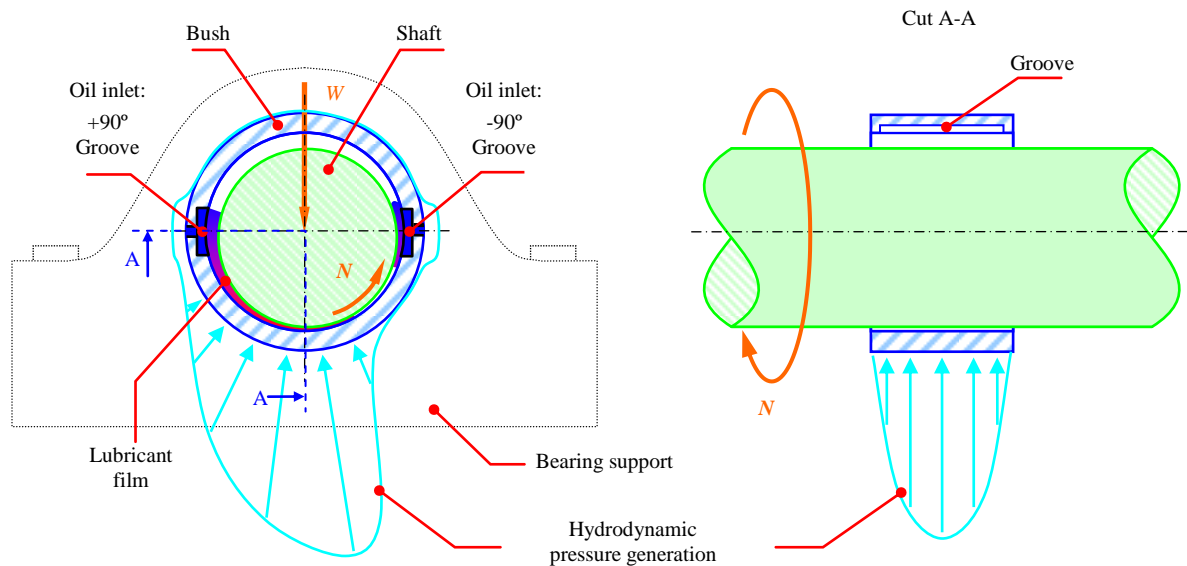 Cut A-A
Bush
Shaft
Oil inlet:
+90º
Groove
W
Oil inlet:
-90º
Groove
Groove
A
N
A
N
Lubricant
film
Bearing support
Hydrodynamic
pressure generation